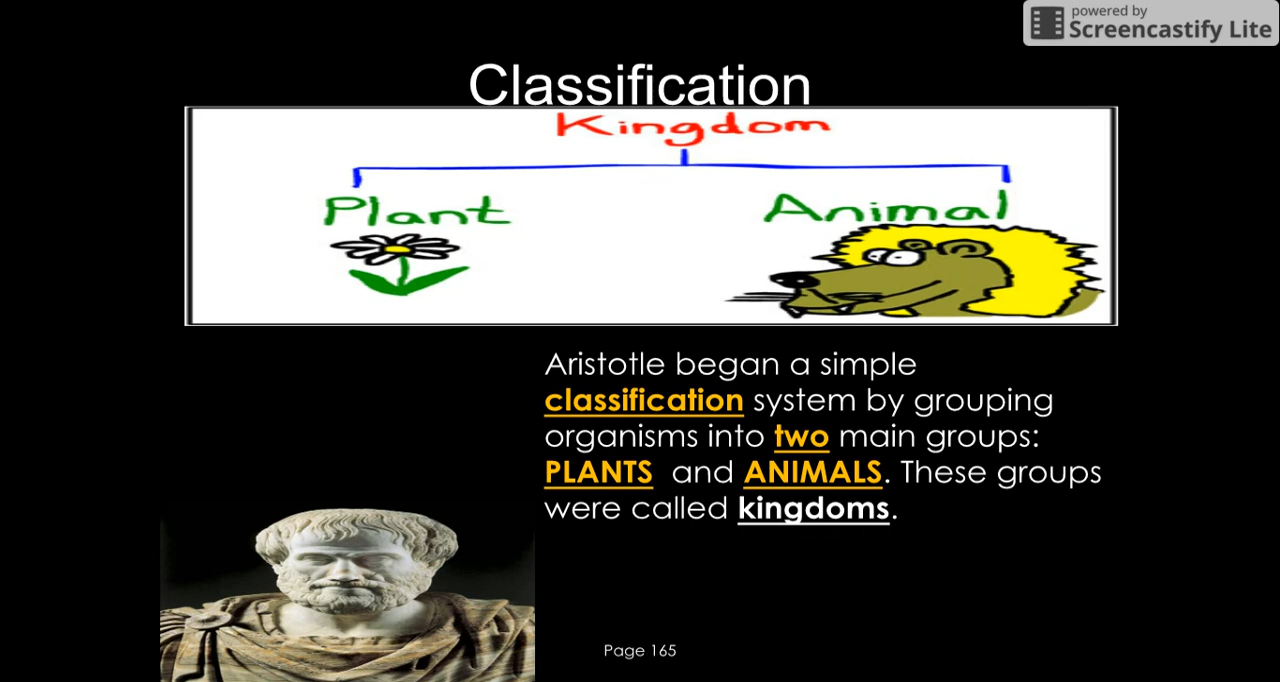 powered by
Screencastify Lite
Classification
Kingdom
Plant
Animal
Aristotle began a simple
classification system by grouping
organisms into two main groups:
PLANTS and ANIMALS. These groups
were called kingdoms.
Page 165